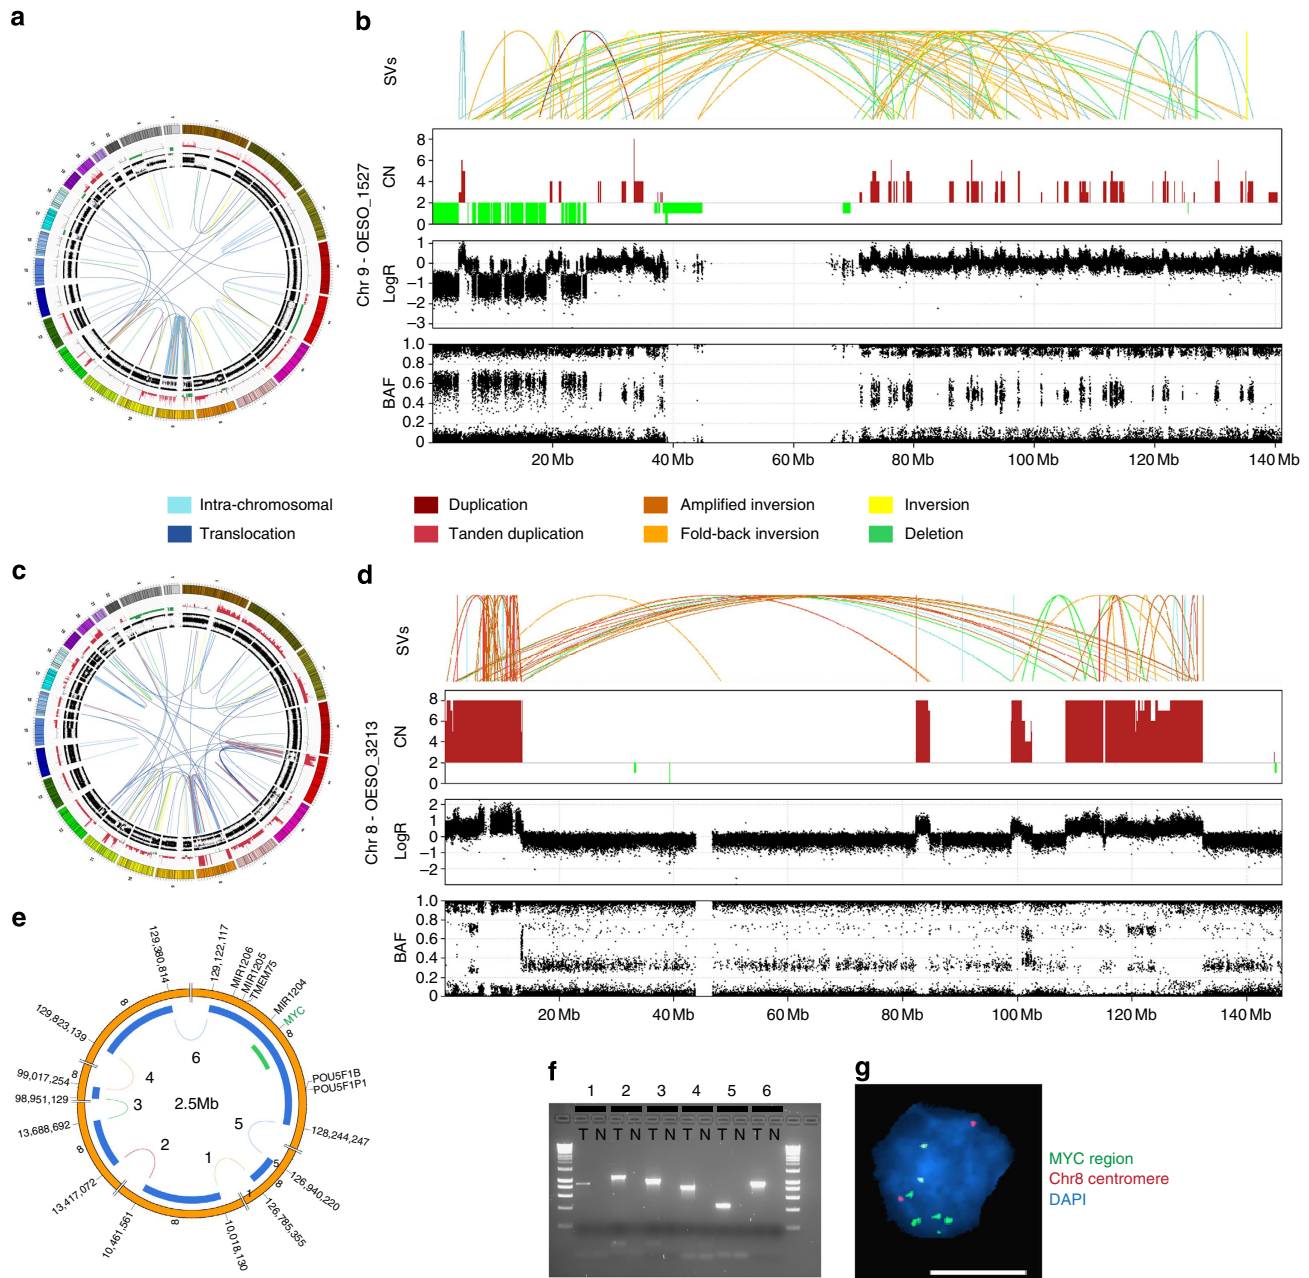 a
b
SVs
Chr 9 - OESO_1527
CN
8
6
4
2
0
LogR
1
0
−1
−2
−3
BAF
1.0
0.8
0.6
0.4
0.2
0
20 Mb
40 Mb
60 Mb
80 Mb
100 Mb
120 Mb
140 Mb
Intra-chromosomal
Duplication
Amplified inversion
Inversion
Translocation
Tanden duplication
Fold-back inversion
Deletion
c
d
SVs
Chr 8 - OESO_3213
CN
8
6
4
2
0
LogR
2
1
0
−1
−2
BAF
1.0
0.8
0.6
0.4
0.2
0
20 Mb
40 Mb
60 Mb
80 Mb
100 Mb
120 Mb
140 Mb
e
129,380,814
129,122,117
MIR1206
MIR1205
TMEM75
MIR1204
MYC
129,823,139
8
8
6
POU5F1B
POU5F1P1
99,017,254
8
4
98,951,129
3
2.5Mb
13,688,692
5
128,244,247
2
1
8
5
126,940,220
8
126,785,355
13,417,072
10,461,561
8
10,018,130
f
1 2 3 4 5 6
T N T N T N T N T N T N
g
MYC region
Chr8 centromere
DAPI